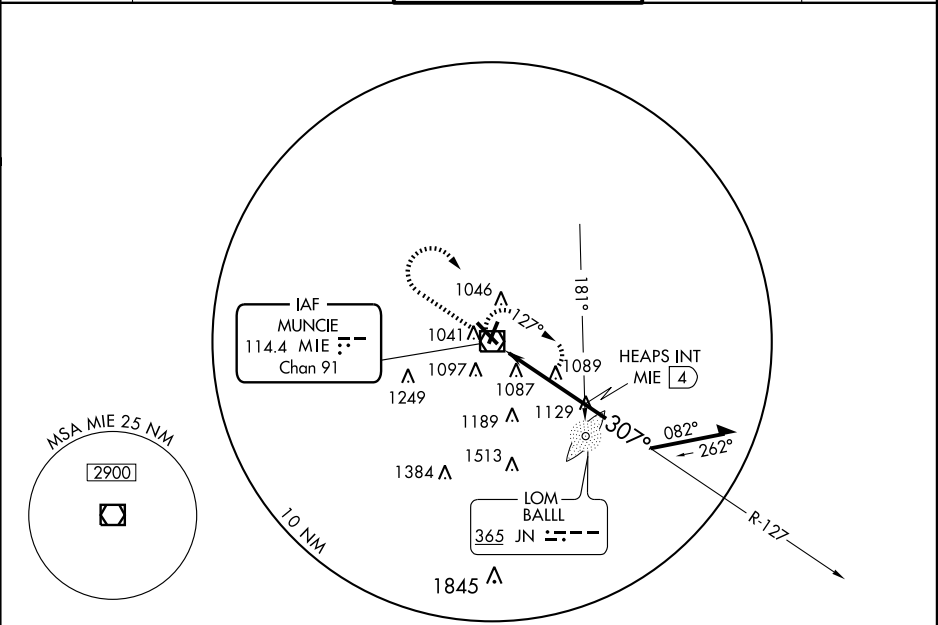 1046
127°
181°
IAF
MUNCIE
114.4 MIE
Chan 91
1041
1097
1087
1089
HEAPS INT
MIE 4
1249
1189
1129
307°
082°
262°
MSA MIE 25 NM
2900
1384
1513
LOM
BALLL
365 JN
R-127
10 NM
1845